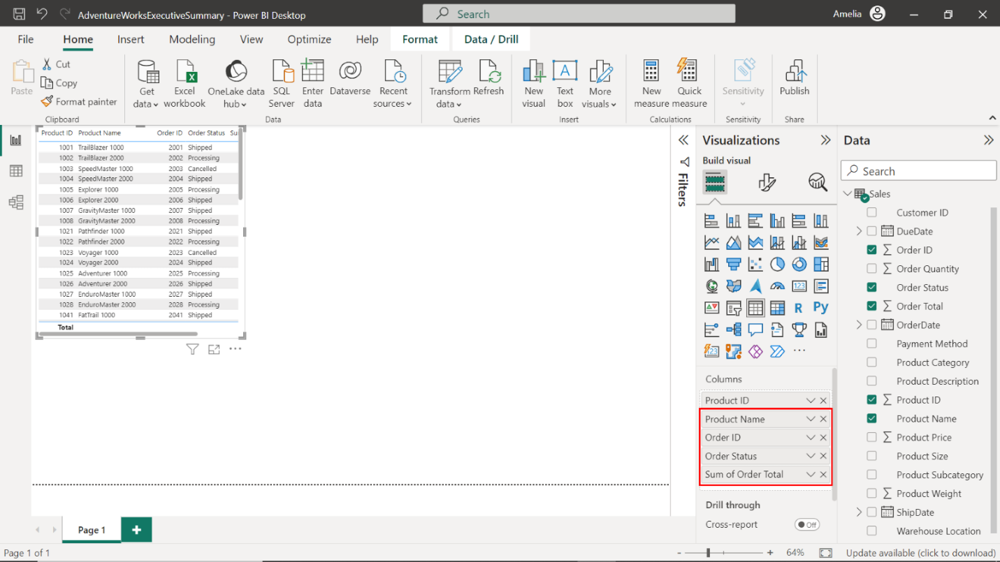 AdventureWorksExecutiveSummary - Power BI Desktop
Search
Amelia
File Home Insert Modeling View Optimize Help Format Data / Drill
Paste
Cut
Copy
Format painter
Clipboard
Get data
Excel workbook
OneLake data hub
SQL Server
Enter data
Dataverse
Recent sources
Data
Transform data
Refresh
Queries
New visual
Text box
More visuals
Insert
New measure
Quick measure
Calculations
Sensitivity
Sensitivity
Publish
Share
Product ID Product Name Order ID Order Status Su
1001 TrailBlazer 1000 2001 Shipped
1002 TrailBlazer 2000 2002 Processing
1003 SpeedMaster 1000 2003 Cancelled
1004 SpeedMaster 2000 2004 Shipped
1005 Explorer 1000 2005 Processing
1006 Explorer 2000 2006 Shipped
1007 GravityMaster 1000 2007 Shipped
1008 GravityMaster 2000 2008 Processing
1021 Pathfinder 1000 2021 Shipped
1022 Pathfinder 2000 2022 Processing
1023 Voyager 1000 2023 Cancelled
1024 Voyager 2000 2024 Shipped
1025 Adventurer 1000 2025 Processing
1026 Adventurer 2000 2026 Shipped
1027 EnduroMaster 1000 2027 Shipped
1028 EnduroMaster 2000 2028 Processing
1041 FatTrail 1000 2041 Shipped
Total
Filters
Visualizations
Build visual
123
R
Py
123
Columns
Product ID
Product Name
Order ID
Order Status
Sum of Order Total
Drill through
Cross-report
Off
Data
Search
Sales
Customer ID
DueDate
Order ID
Order Quantity
Order Status
Order Total
OrderDate
Payment Method
Product Category
Product Description
Product ID
Product Name
Product Price
Product Size
Product Subcategory
Product Weight
ShipDate
Warehouse Location
Page 1
Page 1 of 1
- + 64%
Update available (click to download)